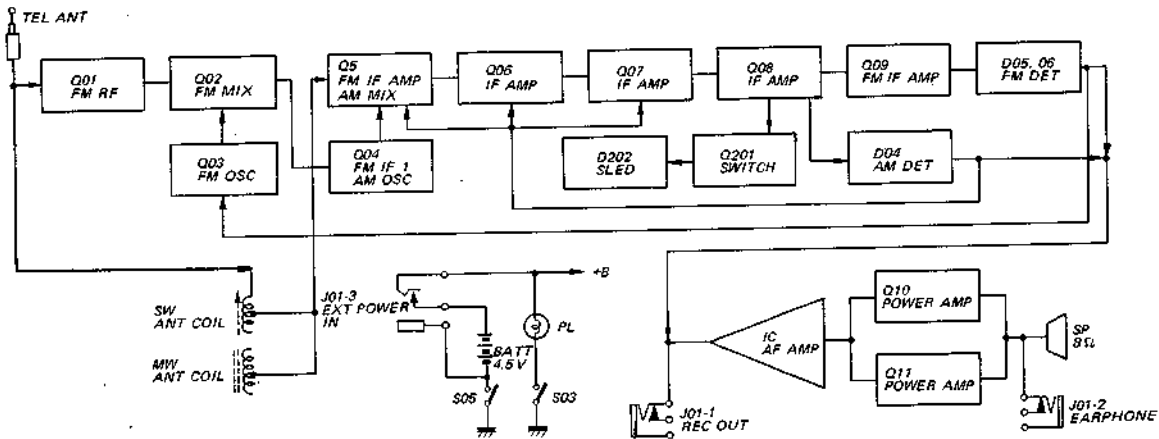 TEL ANT
Q01
FM RF
Q02
FM MIX
Q5
FM IF AMP
AM MIX
Q06
IF AMP
Q07
IF AMP
Q08
IF AMP
Q09
FM IF AMP
D05, 06
FM DET
Q03
FM OSC
Q04
FM IF 1
AM OSC
D202
SLED
Q201
SWITCH
D04
AM DET
SW
ANT COIL
MW
ANT COIL
J01-3
EXT POWER
IN
BATT
4.5V
S05
PL
S03
+B
IC
AF AMP
Q10
POWER AMP
Q11
POWER AMP
SP
8Ω
J01-1
REC OUT
J01-2
EARPHONE